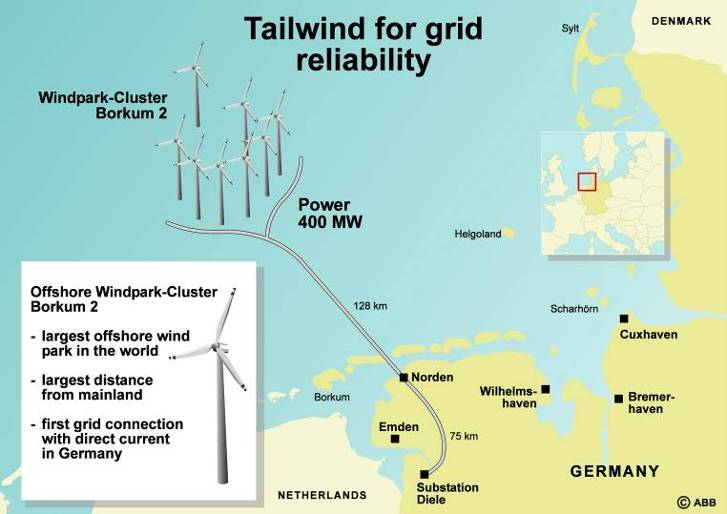 Tailwind for grid
reliability
DENMARK
Sylt
Windpark-Cluster
Borkum 2
Power
400 MW
Helgoland
Offshore Windpark-Cluster
Borkum 2
- largest offshore wind
park in the world
- largest distance
from mainland
- first grid connection
with direct current
in Germany
128 km
Scharhörn
Cuxhaven
Norden
Borkum
Wilhelms-
haven
Bremer-
haven
Emden
75 km
Substation
Diele
GERMANY
NETHERLANDS
© ABB